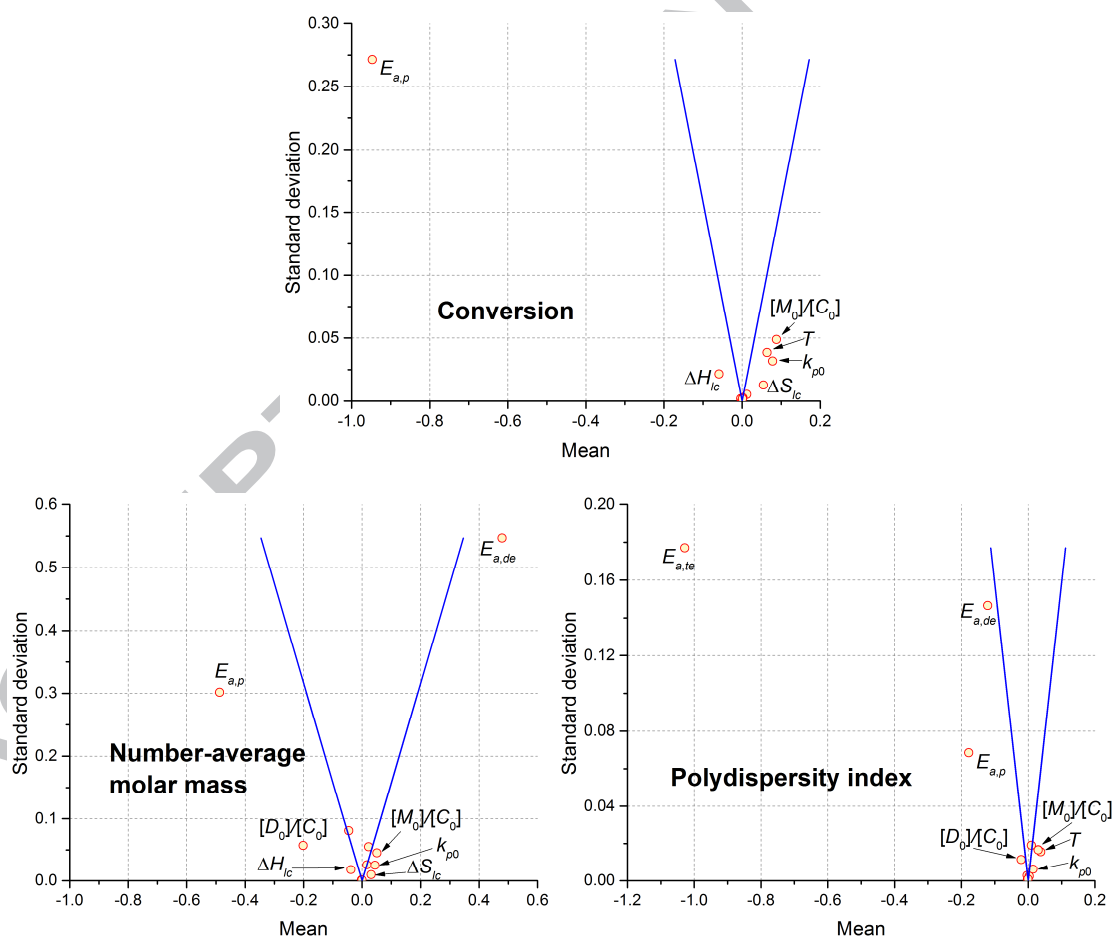 0.30
0.25
0.20
0.15
0.10
0.05
0.00
Standard deviation
E_a,p
Conversion
[M_0]/[C_0]
T
k_p0
ΔH_lc
ΔS_lc
-1.0 -0.8 -0.6 -0.4 -0.2 0.0 0.2
Mean
0.6
0.5
0.4
0.3
0.2
0.1
0.0
Standard deviation
E_a,de
E_a,p
Number-average
molar mass
[D_0]/[C_0]
[M_0]/[C_0]
k_p0
ΔH_lc
ΔS_lc
-1.0 -0.8 -0.6 -0.4 -0.2 0.0 0.2 0.4 0.6
Mean
0.20
0.16
0.12
0.08
0.04
0.00
Standard deviation
E_a,te
E_a,de
E_a,p
Polydispersity index
[M_0]/[C_0]
[D_0]/[C_0]
T
k_p0
-1.2 -1.0 -0.8 -0.6 -0.4 -0.2 0.0 0.2
Mean